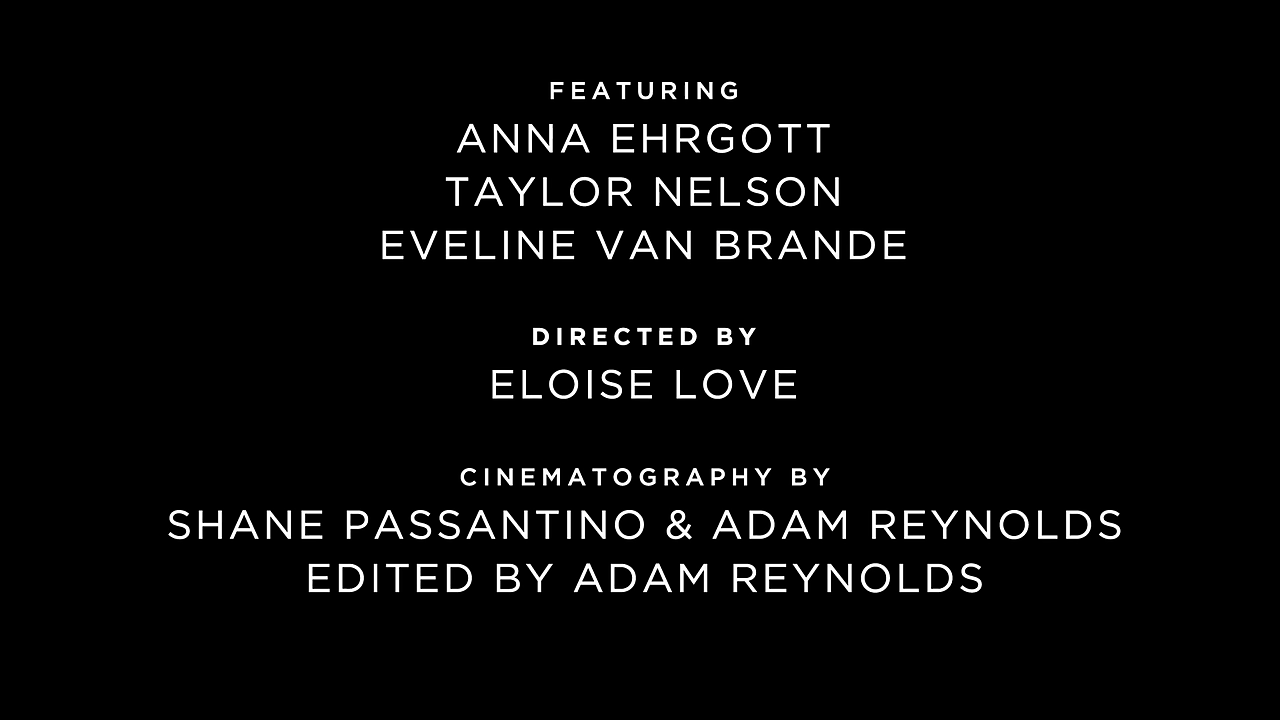 FEATURING
ANNA EHRGOTT
TAYLOR NELSON
EVELINE VAN BRANDE
DIRECTED BY
ELOISE LOVE
CINEMATOGRAPHY BY
SHANE PASSANTINO & ADAM REYNOLDS
EDITED BY ADAM REYNOLDS